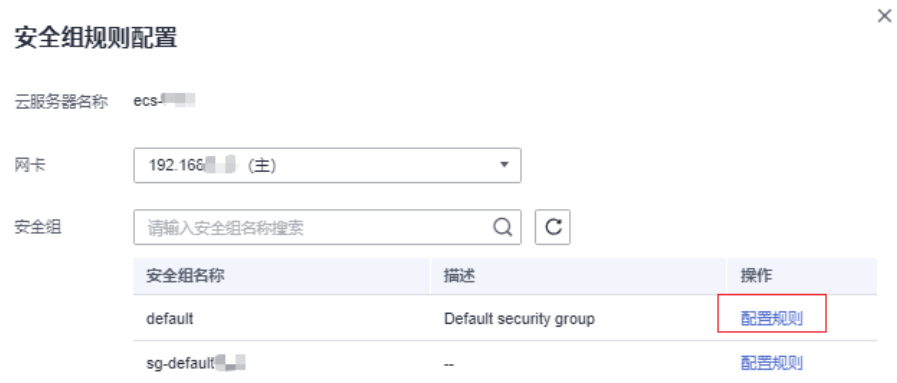 安全组规则配置
云服务器名称 ecs-
网卡 192.168 (主)
安全组 请输入安全组名称搜索
安全组名称 描述 操作
default Default security group 配置规则
sg-default -- 配置规则